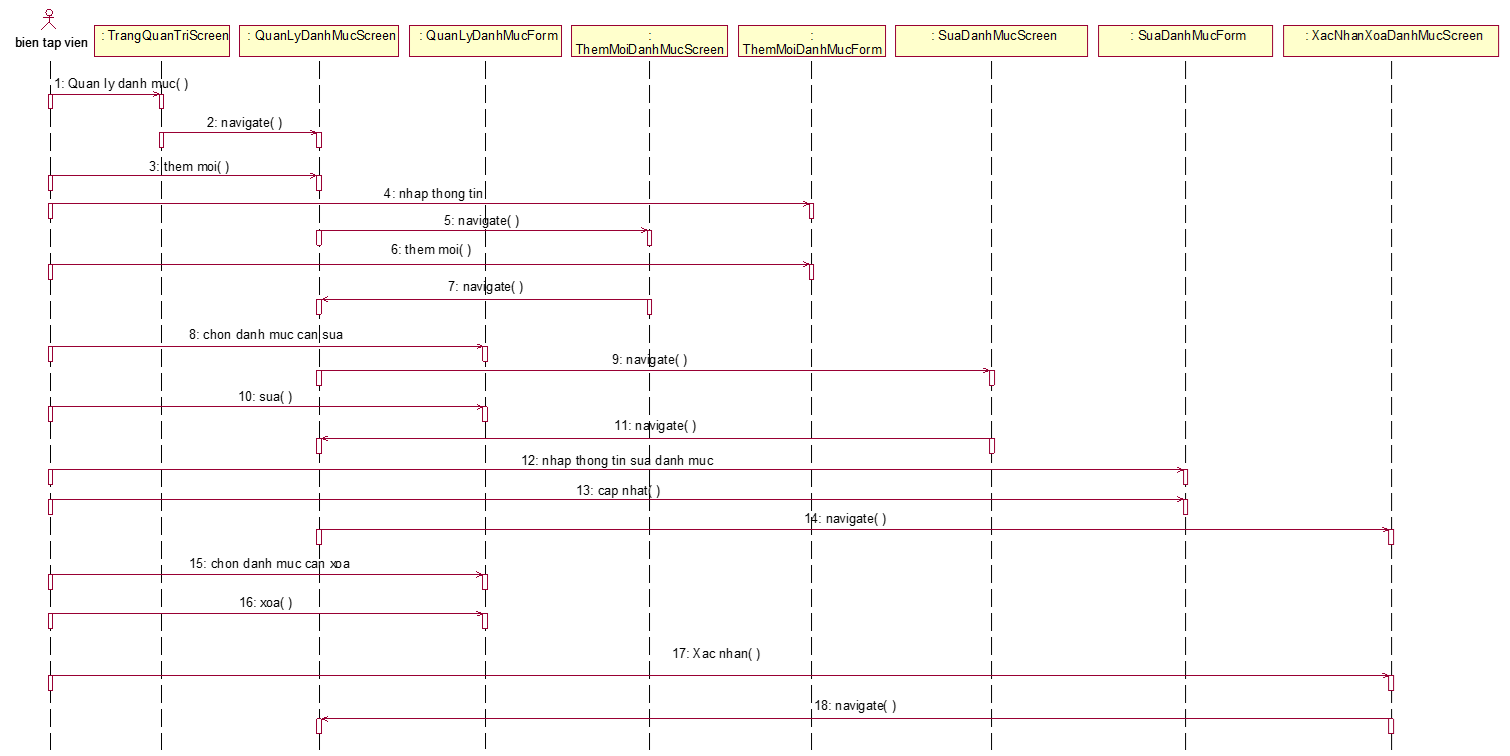 bien tap vien
: TrangQuanTriScreen
: QuanLyDanhMucScreen
: QuanLyDanhMucForm
:
ThemMoiDanhMucScreen
:
ThemMoiDanhMucForm
: SuaDanhMucScreen
: SuaDanhMucForm
: XacNhanXoaDanhMucScreen
1: Quan ly danh muc( )
2: navigate( )
3: them moi( )
4: nhap thong tin
5: navigate( )
6: them moi( )
7: navigate( )
8: chon danh muc can sua
9: navigate( )
10: sua( )
11: navigate( )
12: nhap thong tin sua danh muc
13: cap nhat( )
14: navigate( )
15: chon danh muc can xoa
16: xoa( )
17: Xac nhan( )
18: navigate( )